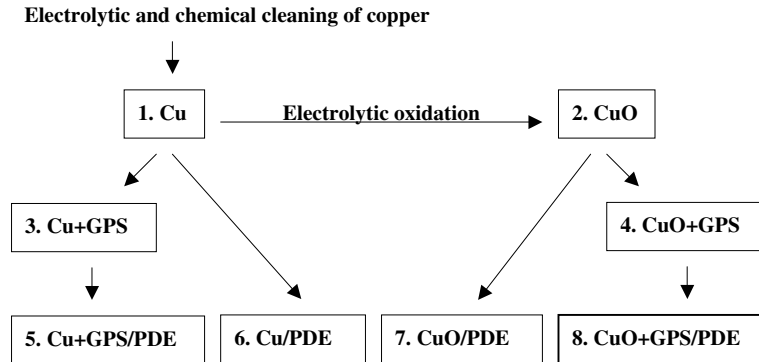 Electrolytic and chemical cleaning of copper
1. Cu
Electrolytic oxidation
2. CuO
3. Cu+GPS
4. CuO+GPS
5. Cu+GPS/PDE
6. Cu/PDE
7. CuO/PDE
8. CuO+GPS/PDE